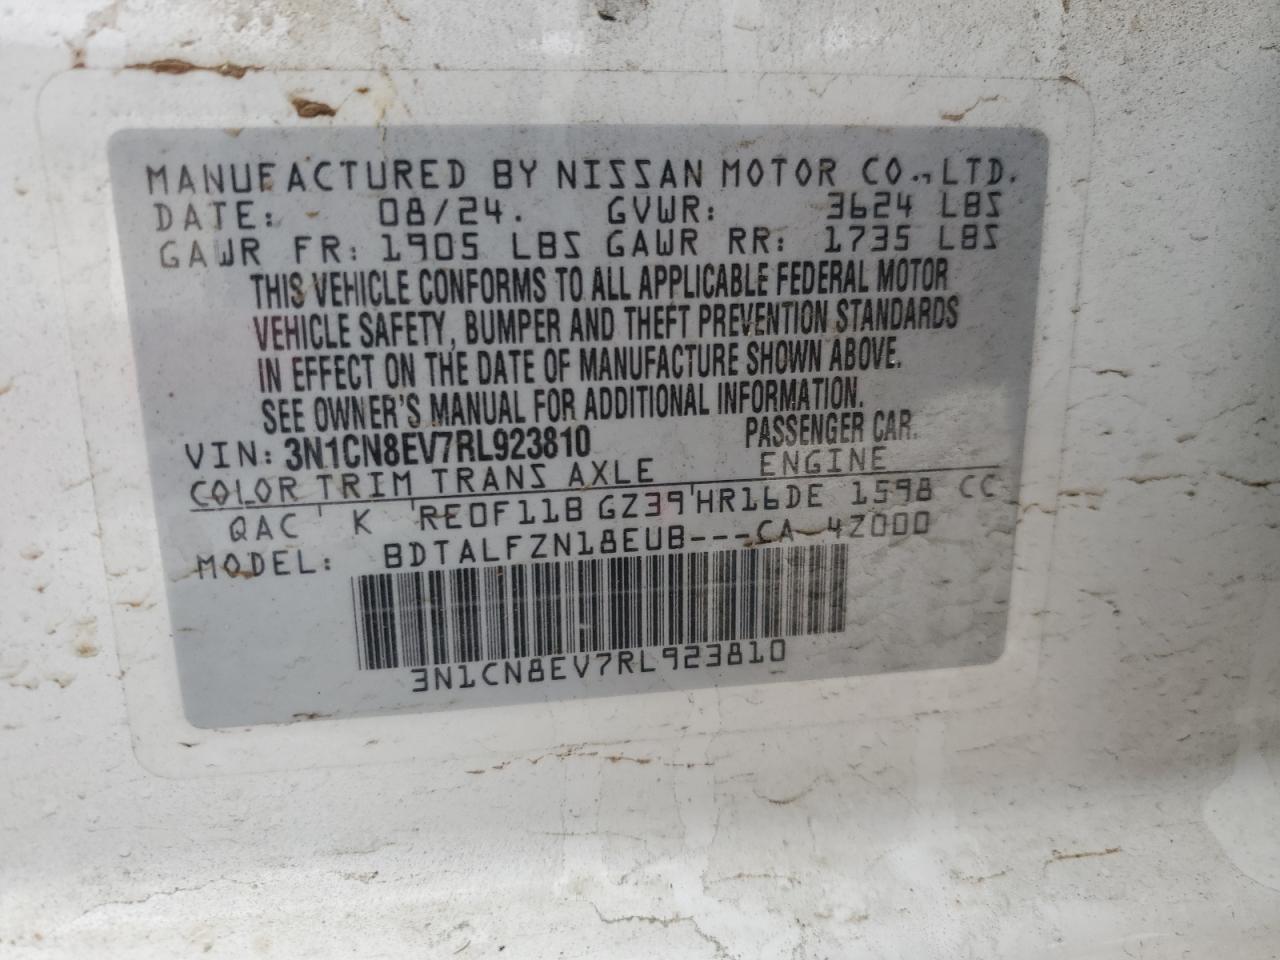 MANUFACTURED BY NISSAN MOTOR CO., LTD.
DATE: 08/24. GVWR: 3624 LBS
GAWR FR: 1905 LBS GAWR RR: 1735 LBS
THIS VEHICLE CONFORMS TO ALL APPLICABLE FEDERAL MOTOR
VEHICLE SAFETY, BUMPER AND THEFT PREVENTION STANDARDS
IN EFFECT ON THE DATE OF MANUFACTURE SHOWN ABOVE.
SEE OWNER'S MANUAL FOR ADDITIONAL INFORMATION.
VIN: 3N1CN8EV7RL923810 PASSENGER CAR.
COLOR TRIM TRANS AXLE ENGINE
QAC K RE0F11B GZ39 HR16DE 1598 CC
MODEL: BDTALFZN18EUB---CA-4Z000
3N1CN8EV7RL923810